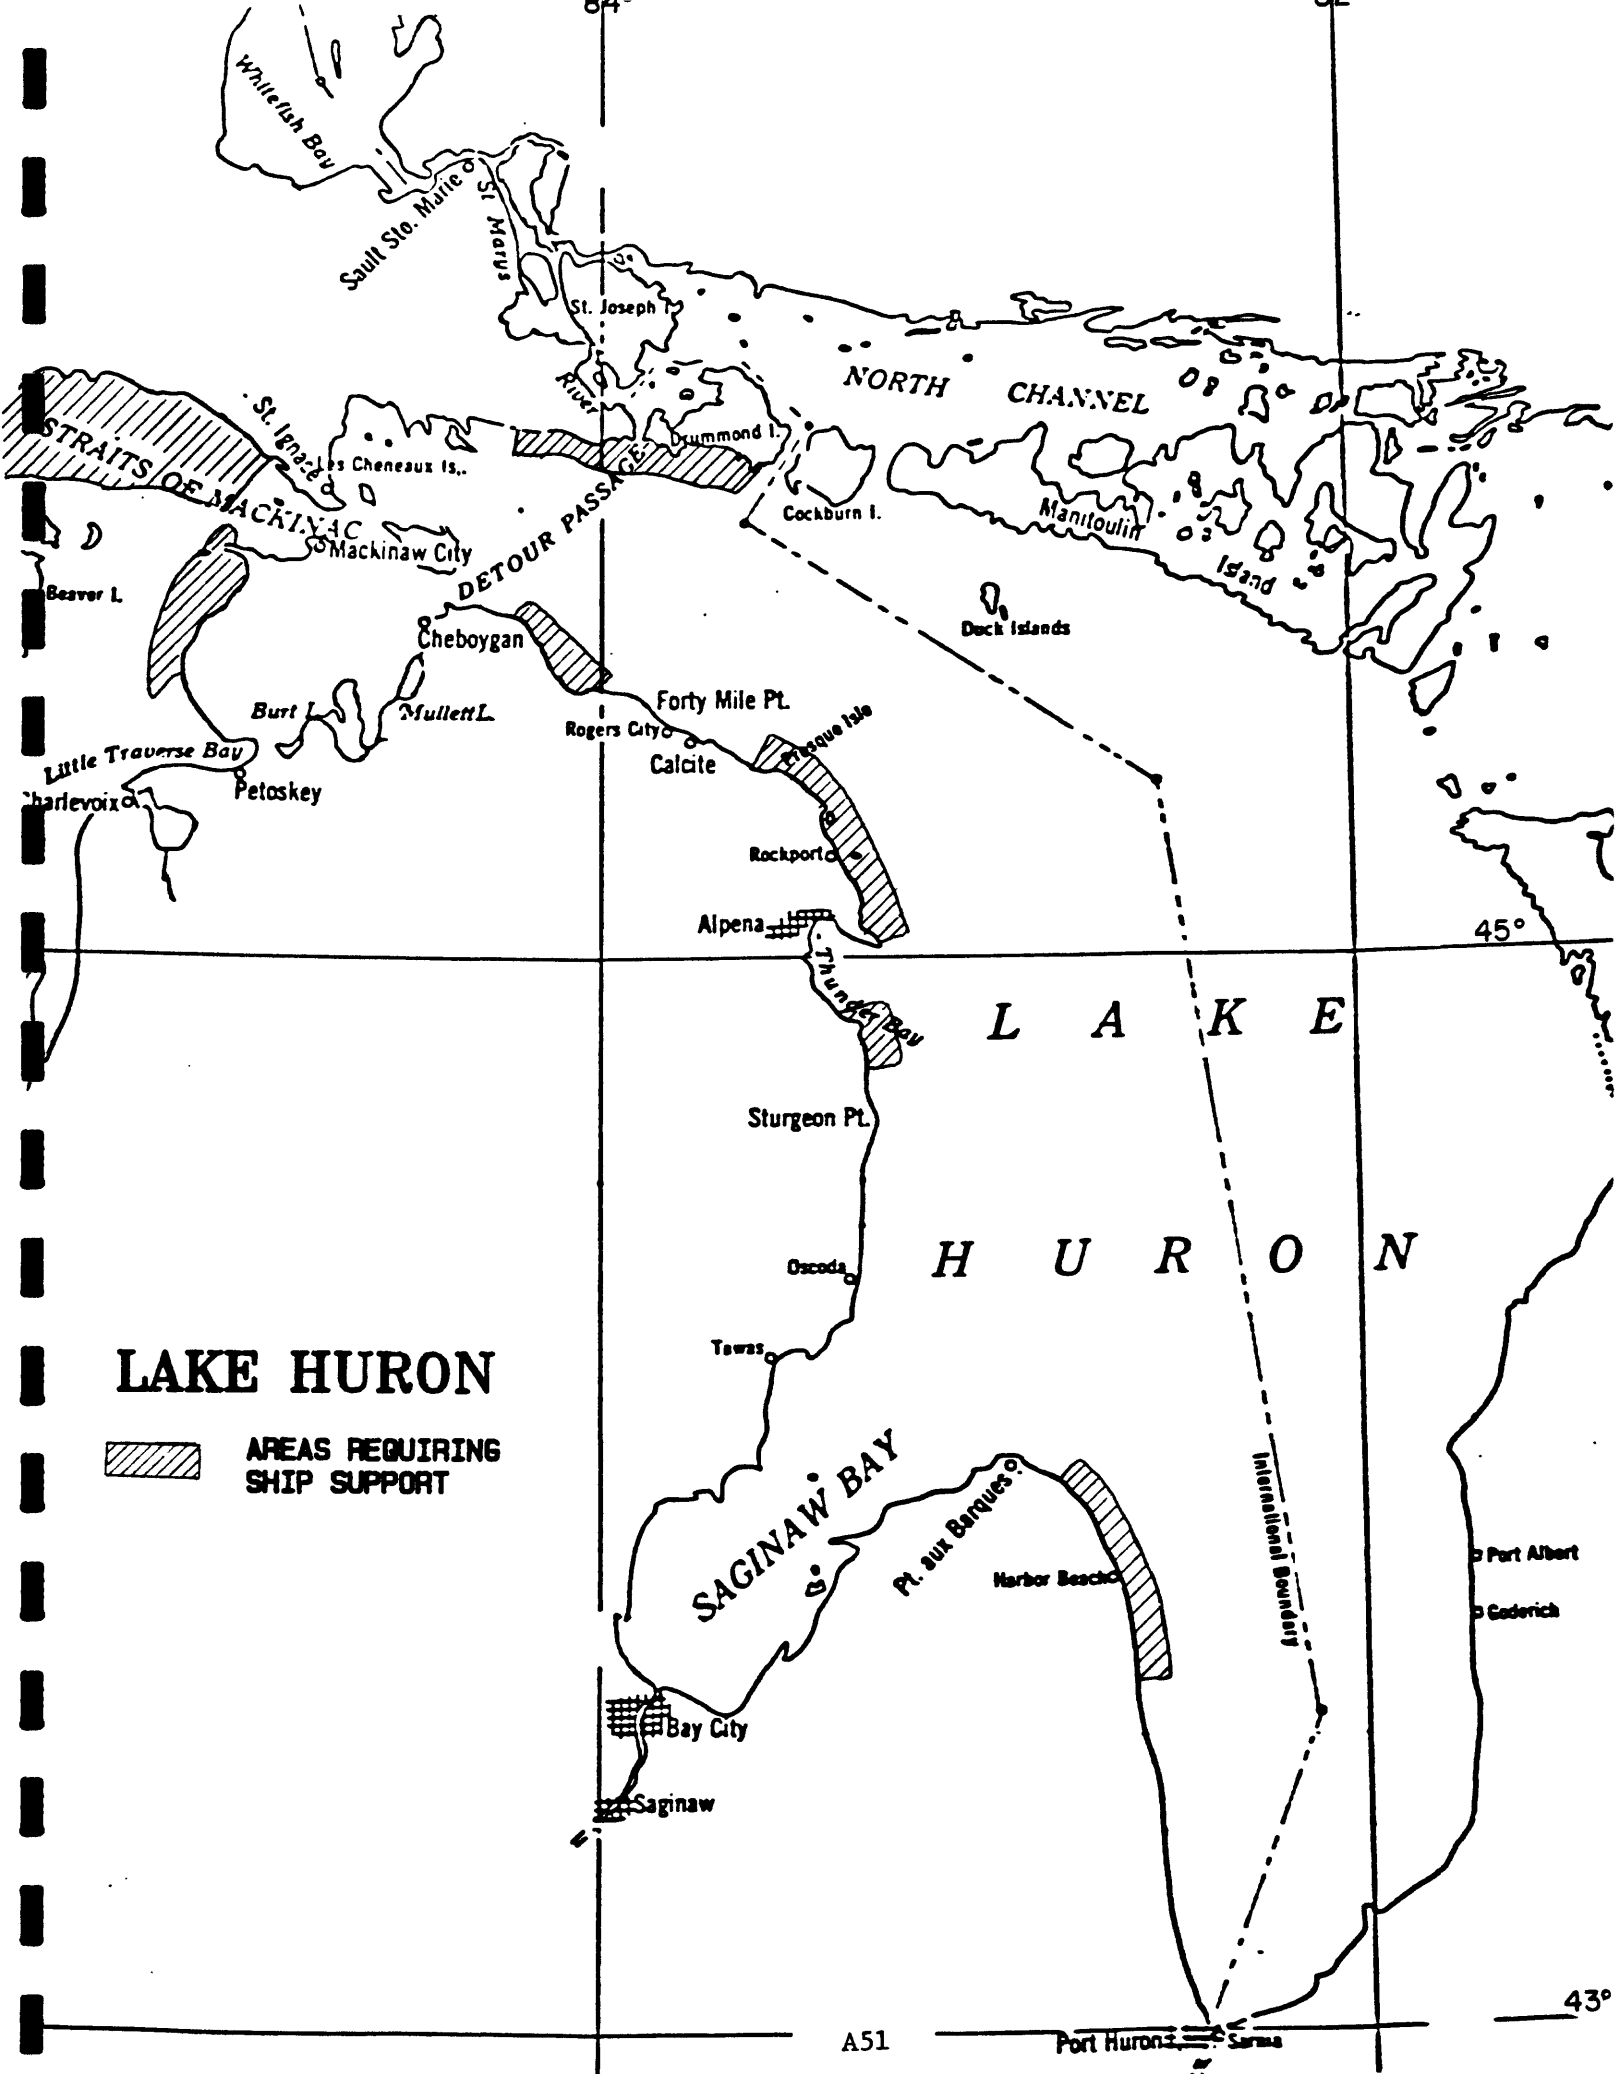 84°
Whitefish Bay
Sault Sto. Marie
St Marys
River
St. Joseph I.
NORTH CHANNEL
STRAITS OF MACKINAC
St. Ignace
Les Cheneaux Is..
Drummond I.
Cockburn I.
Manitoulin
Island
Mackinaw City
DETOUR PASSAGE
Beaver I.
Duck Islands
Cheboygan
Burt L.
Mullett L.
Forty Mile Pt.
Rogers City
Calcite
Presque Isle
Little Traverse Bay
Petoskey
Charlevoix
Rockport
Alpena
45°
Thunder Bay
LAKE
Sturgeon Pt.
HURON
Oscoda
Tawas
LAKE HURON
AREAS REQUIRING
SHIP SUPPORT
SAGINAW BAY
Pt. aux Barques
Harbor Beach
International Boundary
Port Albert
Goderich
Bay City
Saginaw
43°
A51
Port Huron
Sarnia